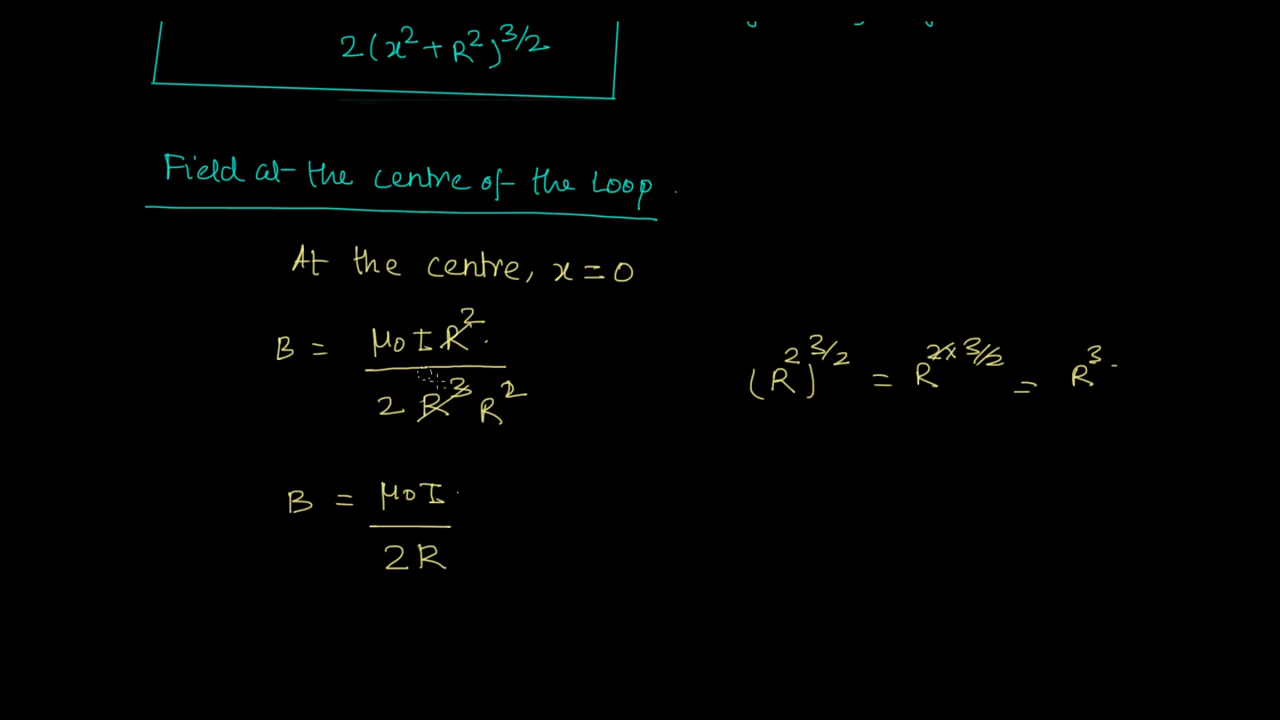 2(x² + R²)^3/2
Field at the centre of the Loop.
At the centre, x = 0
B = μ0 I R² / 2 R³ R²
(R²)^3/2 = R^2×3/2 = R³
B = μ0 I / 2R